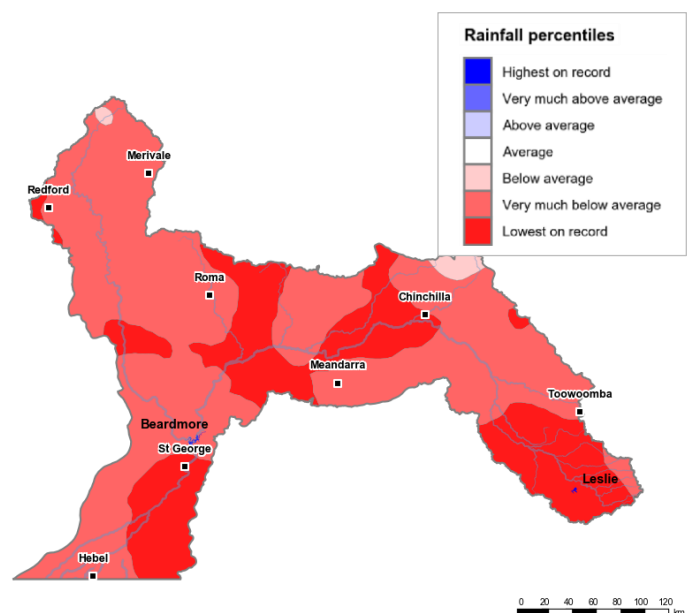 Rainfall percentiles
Highest on record
Very much above average
Above average
Average
Below average
Very much below average
Lowest on record
Merivale
Redford
Roma
Chinchilla
Meandarra
Toowoomba
Beardmore
St George
Leslie
Hebel
0 20 40 60 80 100 120
km